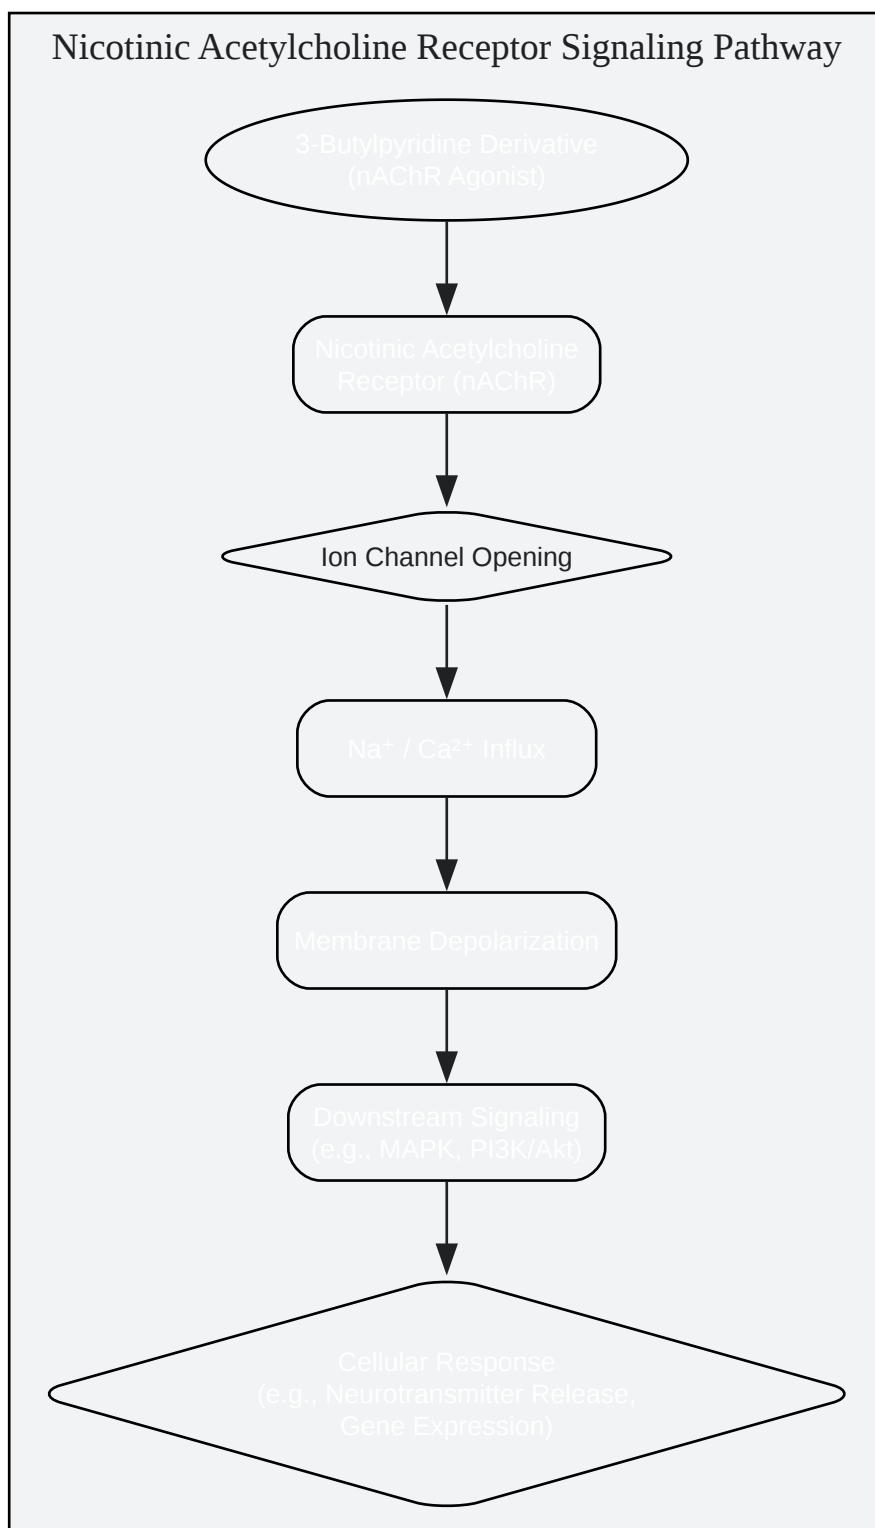 Nicotinic Acetylcholine Receptor Signaling Pathway
3-Butylpyridine Derivative
(nAChR Agonist)
Nicotinic Acetylcholine
Receptor (nAChR)
Ion Channel Opening
Na⁺ / Ca²⁺ Influx
Membrane Depolarization
Downstream Signaling
(e.g., MAPK, PI3K/Akt)
Cellular Response
(e.g., Neurotransmitter Release,
Gene Expression)